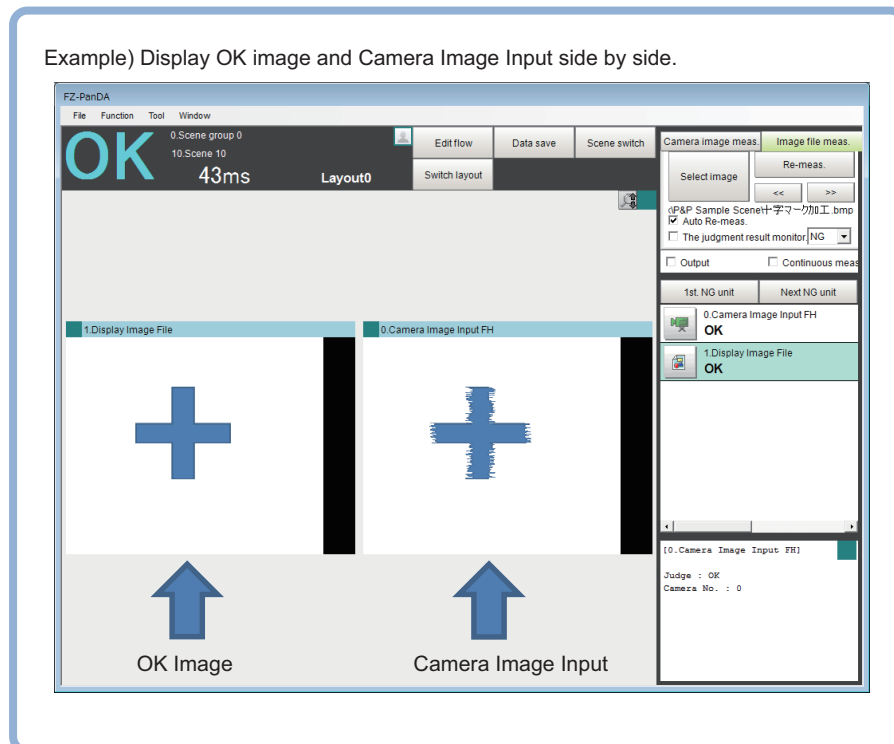 Example) Display OK image and Camera Image Input side by side.
FZ-PanDA
File Function Tool Window
OK
0.Scene group 0
10.Scene 10
43ms
Layout0
Edit flow
Data save
Scene switch
Switch layout
Camera image meas.
Image file meas.
Select image
Re-meas.
<< >>
\P&P Sample Scene\十字マーク加工.bmp
Auto Re-meas.
The judgment result monitor NG
Output
Continuous meas
1st. NG unit
Next NG unit
0.Camera Image Input FH
OK
1.Display Image File
OK
1.Display Image File
0.Camera Image Input FH
[0.Camera Image Input FH]
Judge : OK
Camera No. : 0
OK Image
Camera Image Input